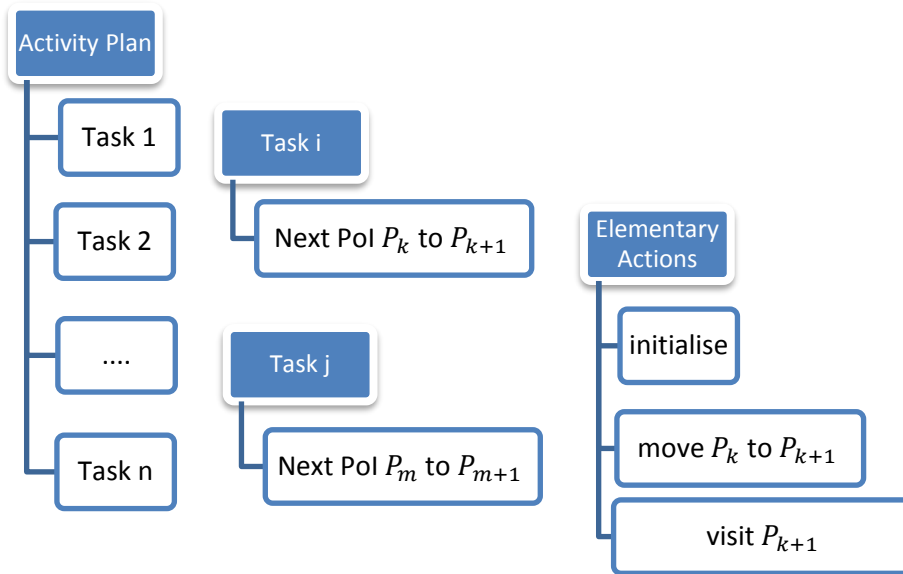 Activity Plan
Task 1
Task 2
....
Task n
Task i
Next PoI $P_k$ to $P_{k+1}$
Task j
Next PoI $P_m$ to $P_{m+1}$
Elementary
Actions
initialise
move $P_k$ to $P_{k+1}$
visit $P_{k+1}$